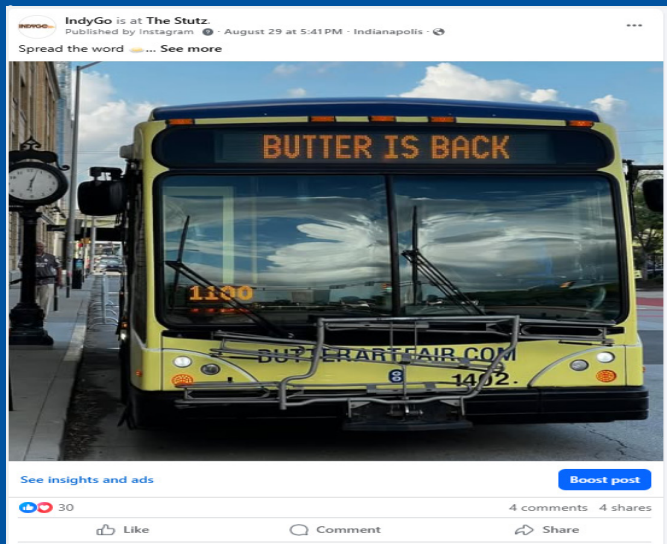 INDYGO
IndyGo is at The Stutz.
Published by Instagram · August 29 at 5:41 PM · Indianapolis ·
Spread the word 🧈... See more
BUTTER IS BACK
1100
BUTTERARTFAIR.COM
1402
See insights and ads
Boost post
30
4 comments 4 shares
Like
Comment
Share